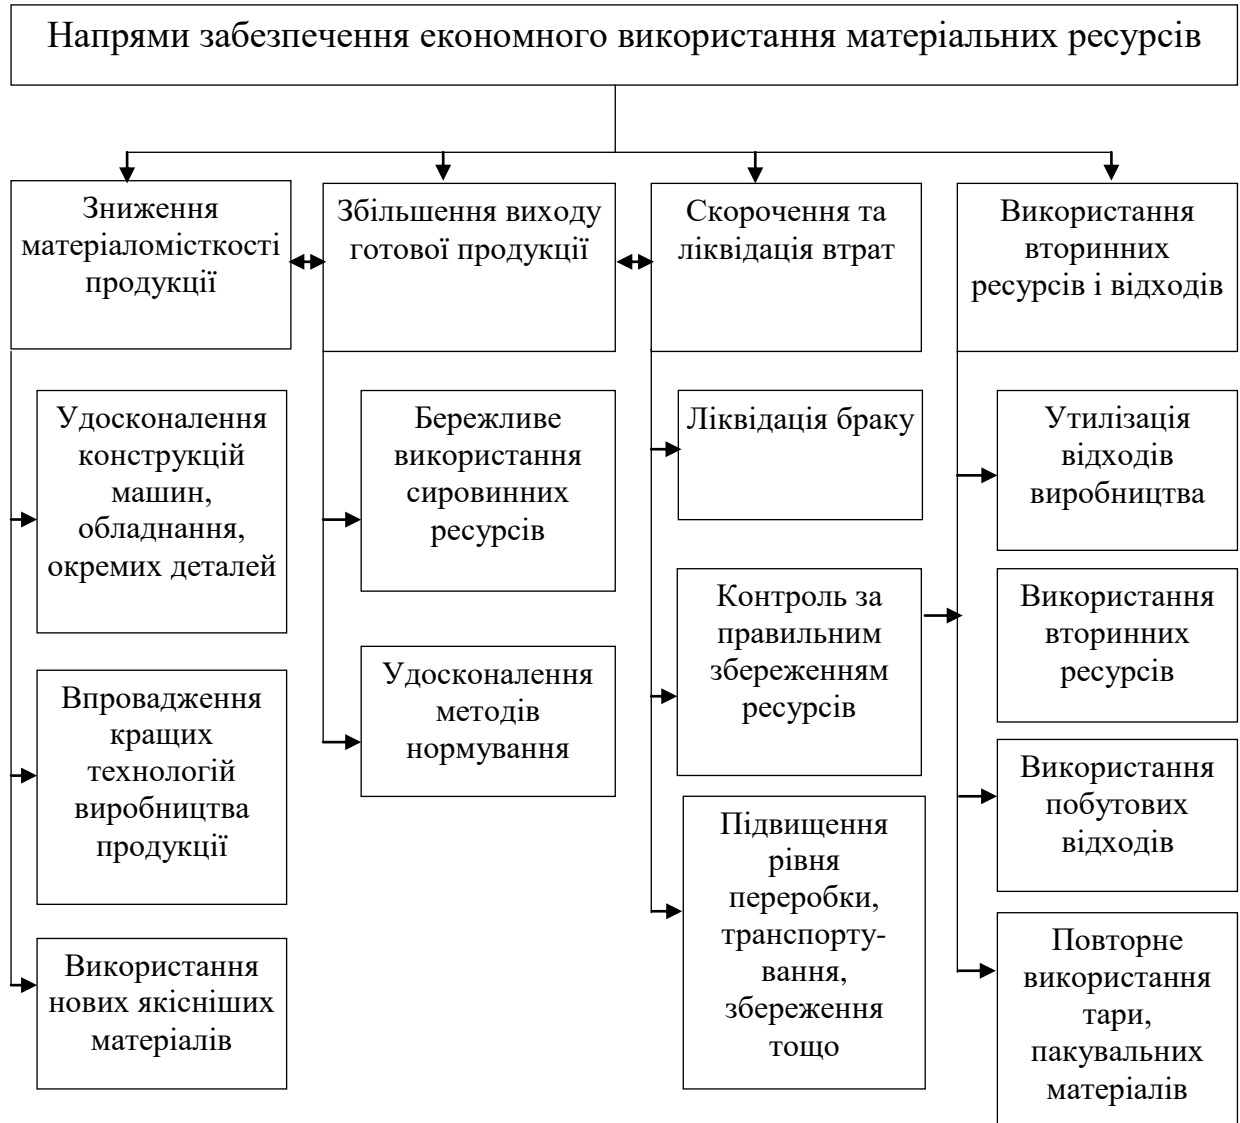 Напрями забезпечення економного використання матеріальних ресурсів
Зниження
матеріаломісткості
продукції
Збільшення виходу
готової продукції
Скорочення та
ліквідація втрат
Використання
вторинних
ресурсів і відходів
Удосконалення
конструкцій
машин,
обладнання,
окремих деталей
Впровадження
кращих
технологій
виробництва
продукції
Використання
нових якісніших
матеріалів
Бережливе
використання
сировинних
ресурсів
Удосконалення
методів
нормування
Ліквідація браку
Контроль за
правильним
збереженням
ресурсів
Підвищення
рівня
переробки,
транспорту-
вання,
збереження
тощо
Утилізація
відходів
виробництва
Використання
вторинних
ресурсів
Використання
побутових
відходів
Повторне
використання
тари,
пакувальних
матеріалів